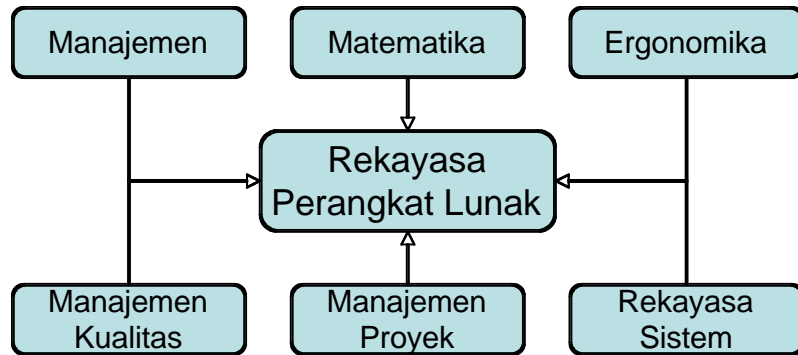 Manajemen
Matematika
Ergonomika
Rekayasa
Perangkat Lunak
Manajemen
Kualitas
Manajemen
Proyek
Rekayasa
Sistem